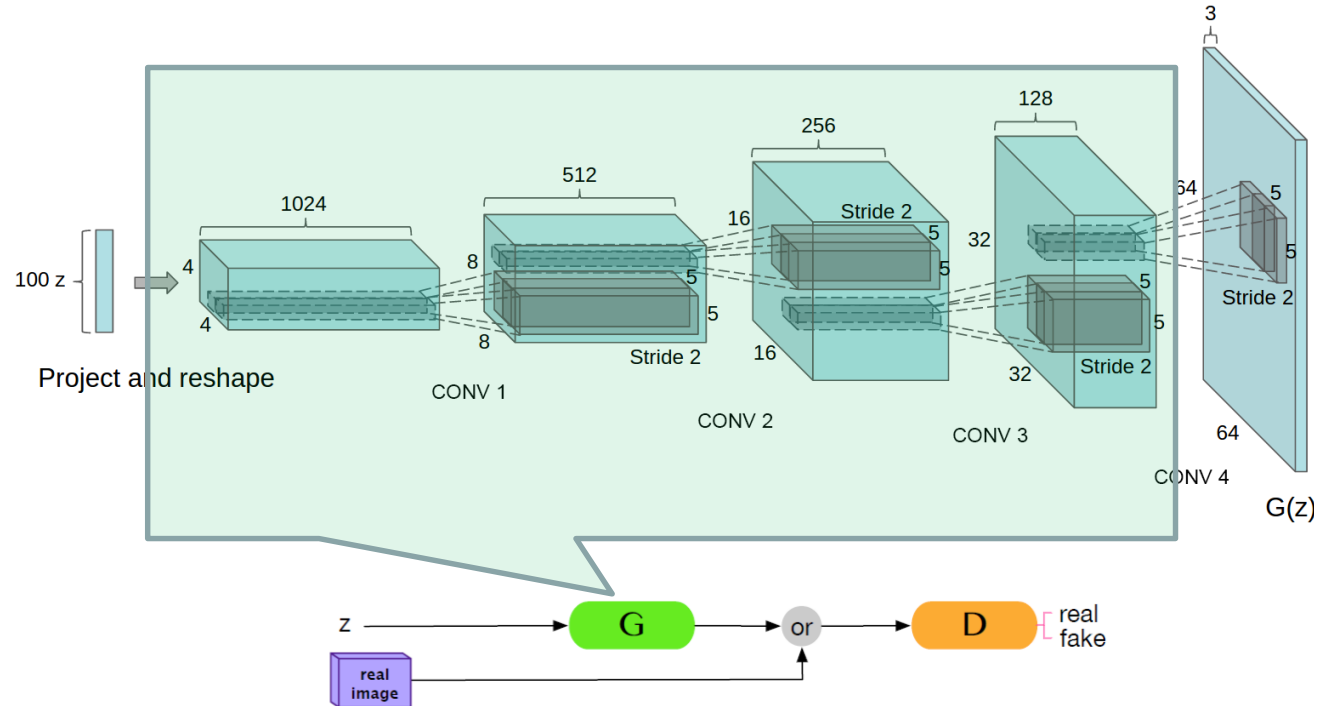 3
128
256
64
5
512
Stride 2
16
5
1024
5
32
5
4
8
5
5
100 z
5
Stride 2
4
5
5
8
16
Stride 2
32
Stride 2
Project and reshape
CONV 1
CONV 2
CONV 3
64
CONV 4
G(z)
z
G
or
D
real
fake
real
image